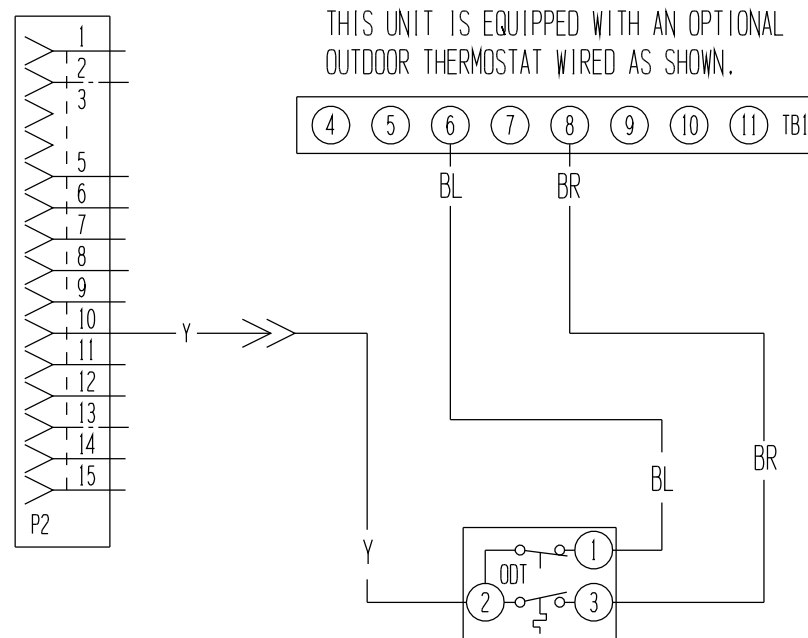 THIS UNIT IS EQUIPPED WITH AN OPTIONAL
OUTDOOR THERMOSTAT WIRED AS SHOWN.
1
2
3
5
6
7
8
9
10
11
12
13
14
15
P2
4 5 6 7 8 9 10 11 TB1
BL BR
Y
BL
BR
Y
ODT
1
2
3